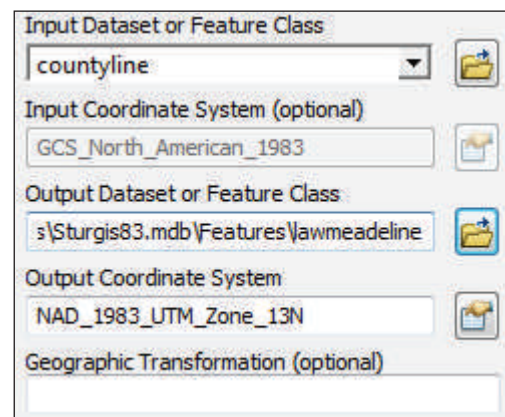 Input Dataset or Feature Class
countyline
Input Coordinate System (optional)
GCS_North_American_1983
Output Dataset or Feature Class
s\Sturgis83.mdb\Features\lawmeadeline
Output Coordinate System
NAD_1983_UTM_Zone_13N
Geographic Transformation (optional)